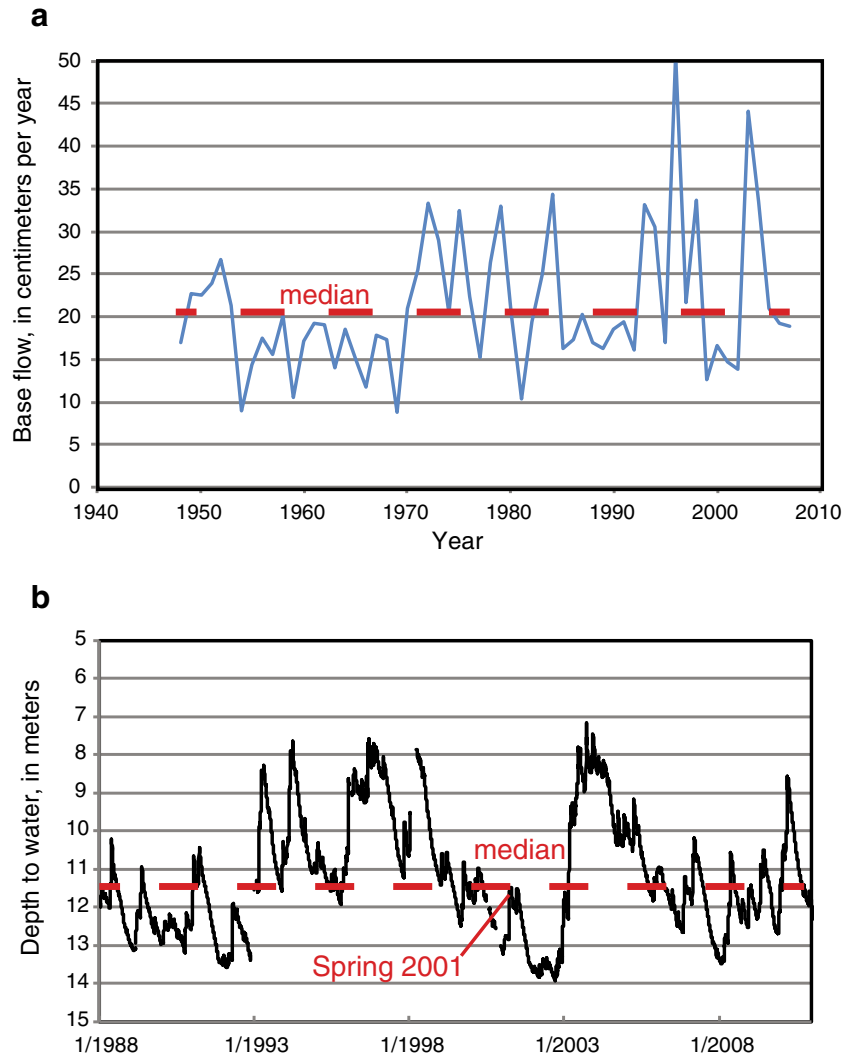 a
Base flow, in centimeters per year
50
45
40
35
30
25
20
15
10
5
0
median
1940 1950 1960 1970 1980 1990 2000 2010
Year
b
Depth to water, in meters
5
6
7
8
9
10
11
12
13
14
15
median
Spring 2001
1/1988 1/1993 1/1998 1/2003 1/2008